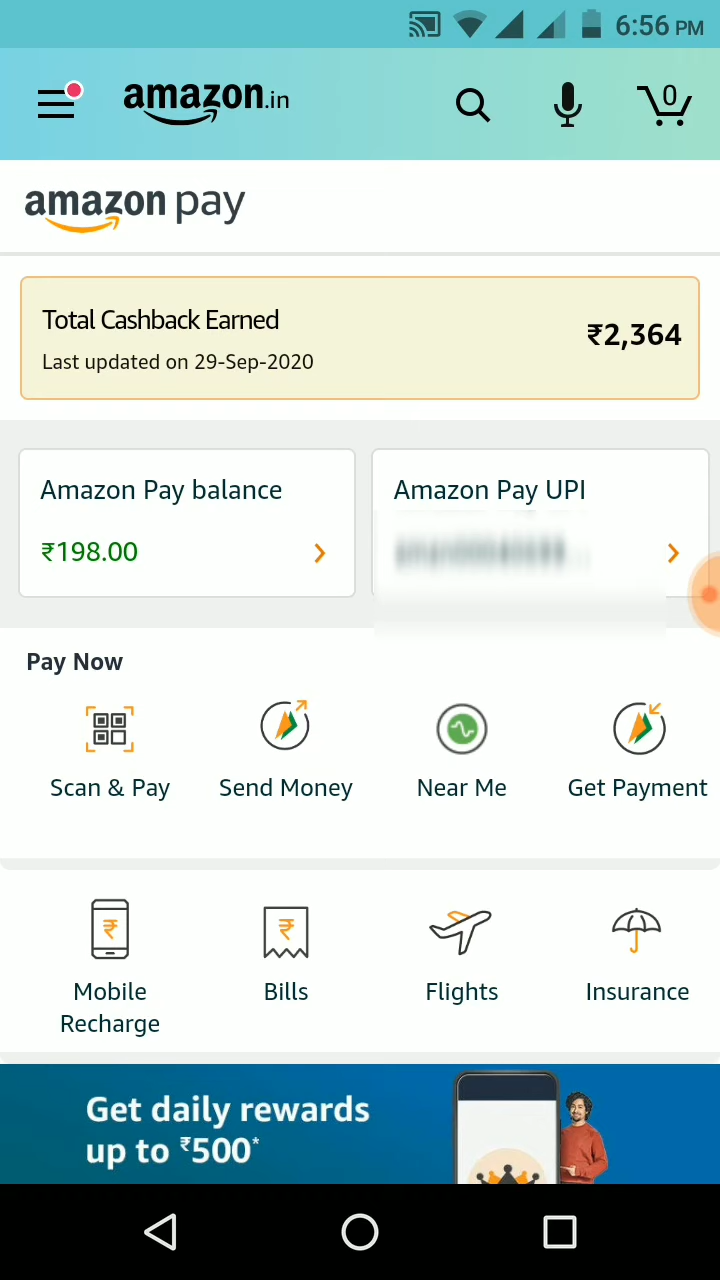 6:56 PM
amazon.in
0
amazon pay
Total Cashback Earned
₹2,364
Last updated on 29-Sep-2020
Amazon Pay balance
Amazon Pay UPI
₹198.00
Pay Now
Scan & Pay
Send Money
Near Me
Get Payment
₹
₹
Mobile
Recharge
Bills
Flights
Insurance
Get daily rewards
up to ₹500*